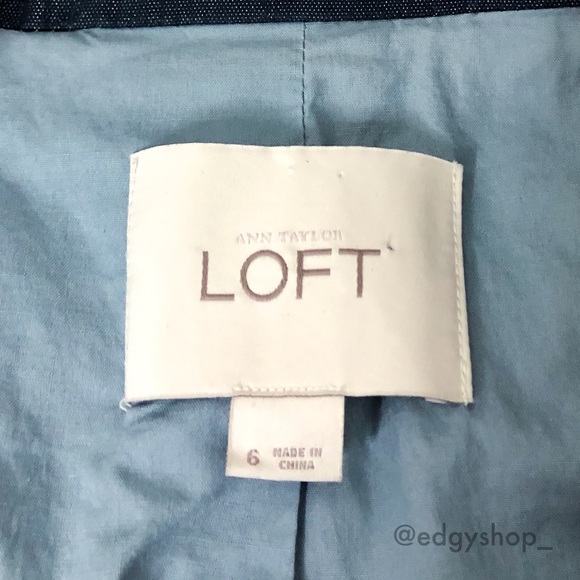 ANN TAYLOR
LOFT
6 MADE IN
CHINA
@edgyshop_